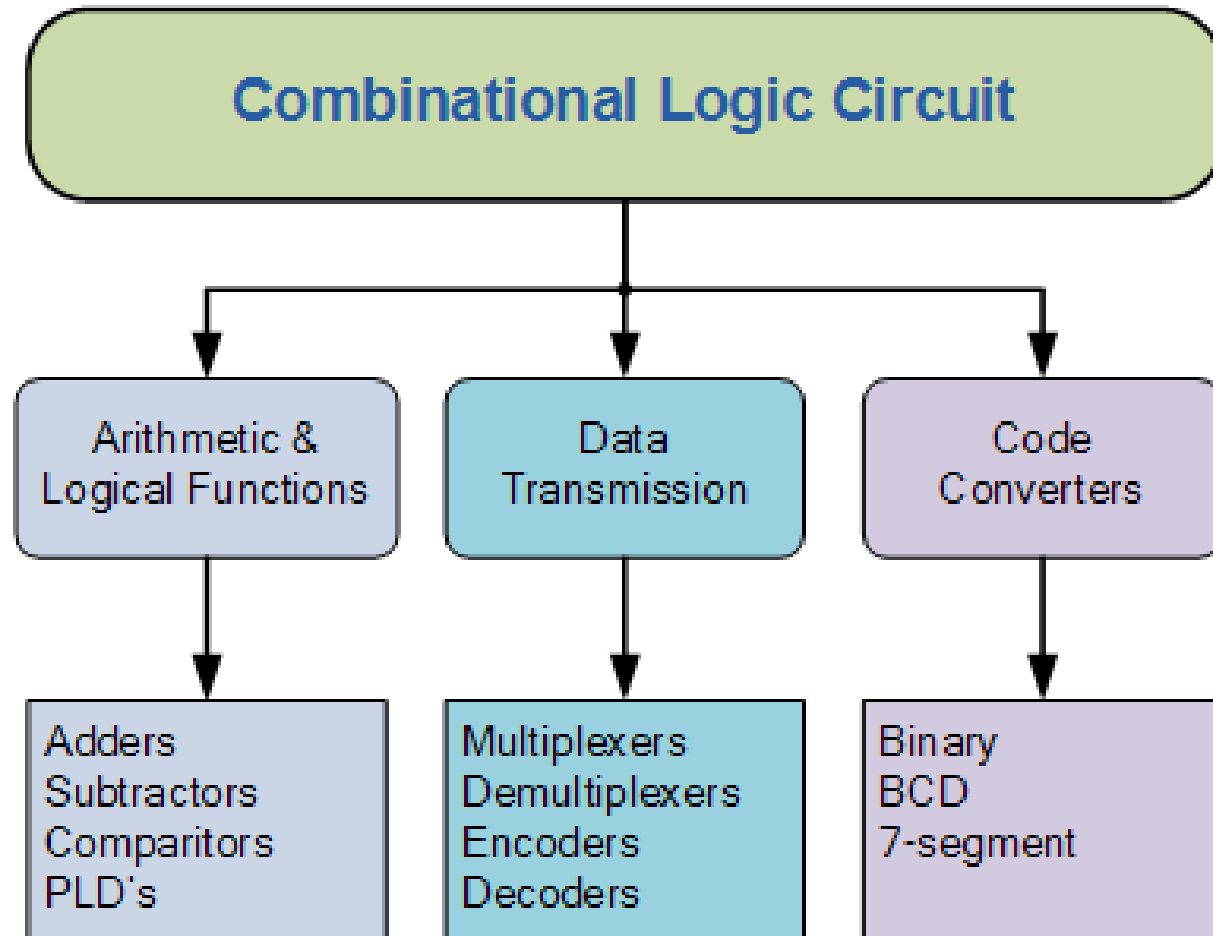 Combinational Logic Circuit
Arithmetic &
Logical Functions
Data
Transmission
Code
Converters
Adders
Subtractors
Comparitors
PLD's
Multiplexers
Demultiplexers
Encoders
Decoders
Binary
BCD
7-segment